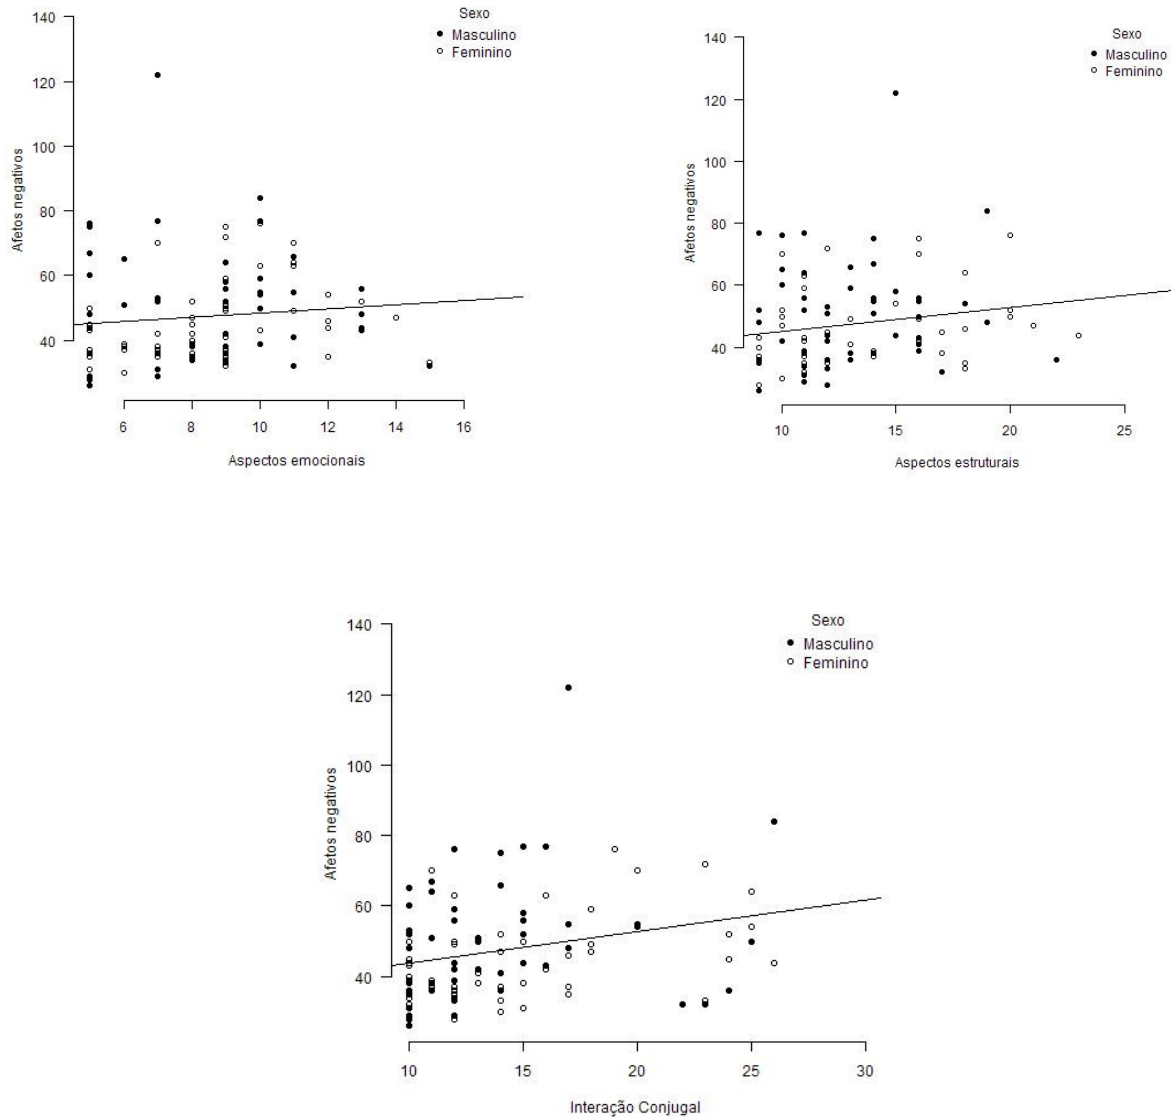 Sexo
Masculino
Feminino
140
120
100
80
60
40
Afetos negativos
6 8 10 12 14 16
Aspectos emocionais
Sexo
Masculino
Feminino
140
120
100
80
60
40
Afetos negativos
10 15 20 25
Aspectos estruturais
Sexo
Masculino
Feminino
140
120
100
80
60
40
Afetos negativos
10 15 20 25 30
Interação Conjugal